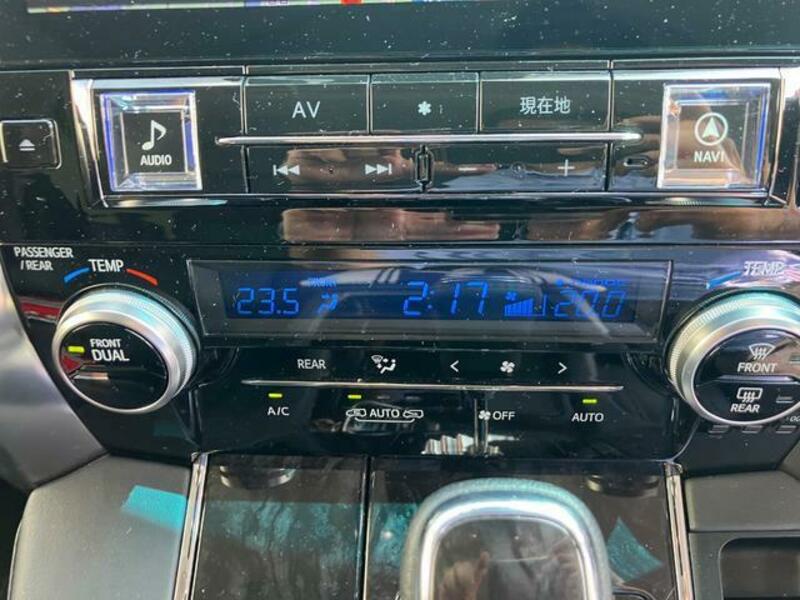 AV
*
現在地
AUDIO
NAVI
PASSENGER
/ REAR
TEMP
TEMP
FRONT
23.5
2:17
20.0
FRONT
DUAL
REAR
FRONT
REAR
A/C
AUTO
OFF
AUTO